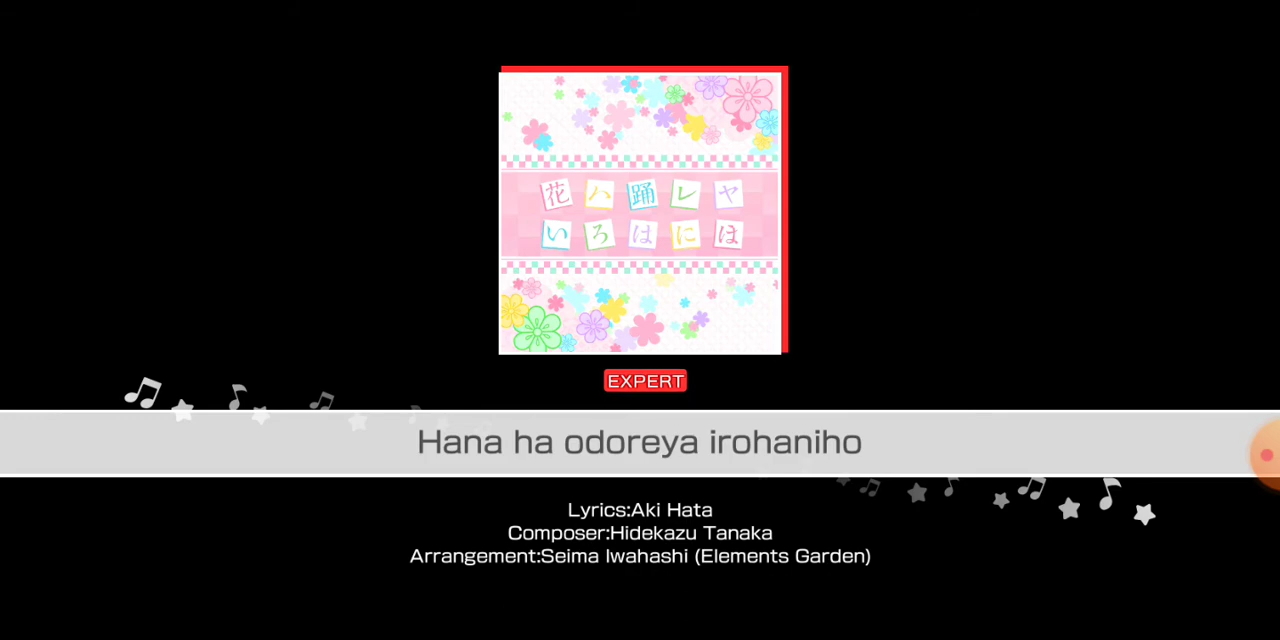 花ハ踊レヤ
いろはにほ
EXPERT
Hana ha odoreya irohaniho
Lyrics:Aki Hata
Composer:Hidekazu Tanaka
Arrangement:Seima Iwahashi (Elements Garden)